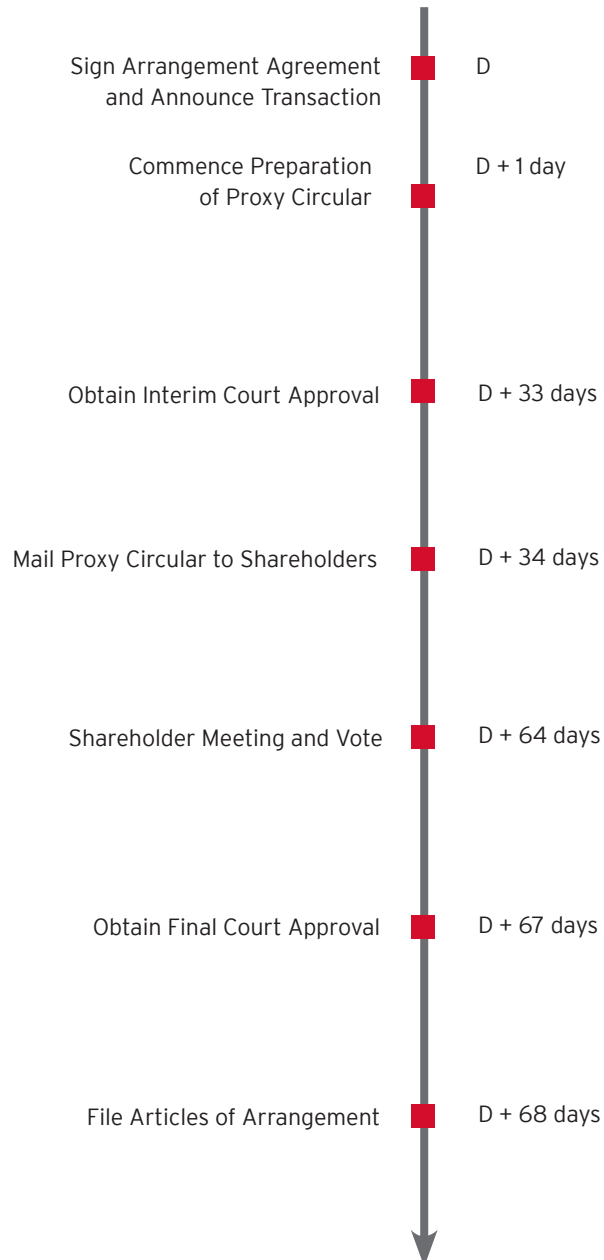 Sign Arrangement Agreement
and Announce Transaction
D
Commence Preparation
of Proxy Circular
D + 1 day
Obtain Interim Court Approval
D + 33 days
Mail Proxy Circular to Shareholders
D + 34 days
Shareholder Meeting and Vote
D + 64 days
Obtain Final Court Approval
D + 67 days
File Articles of Arrangement
D + 68 days